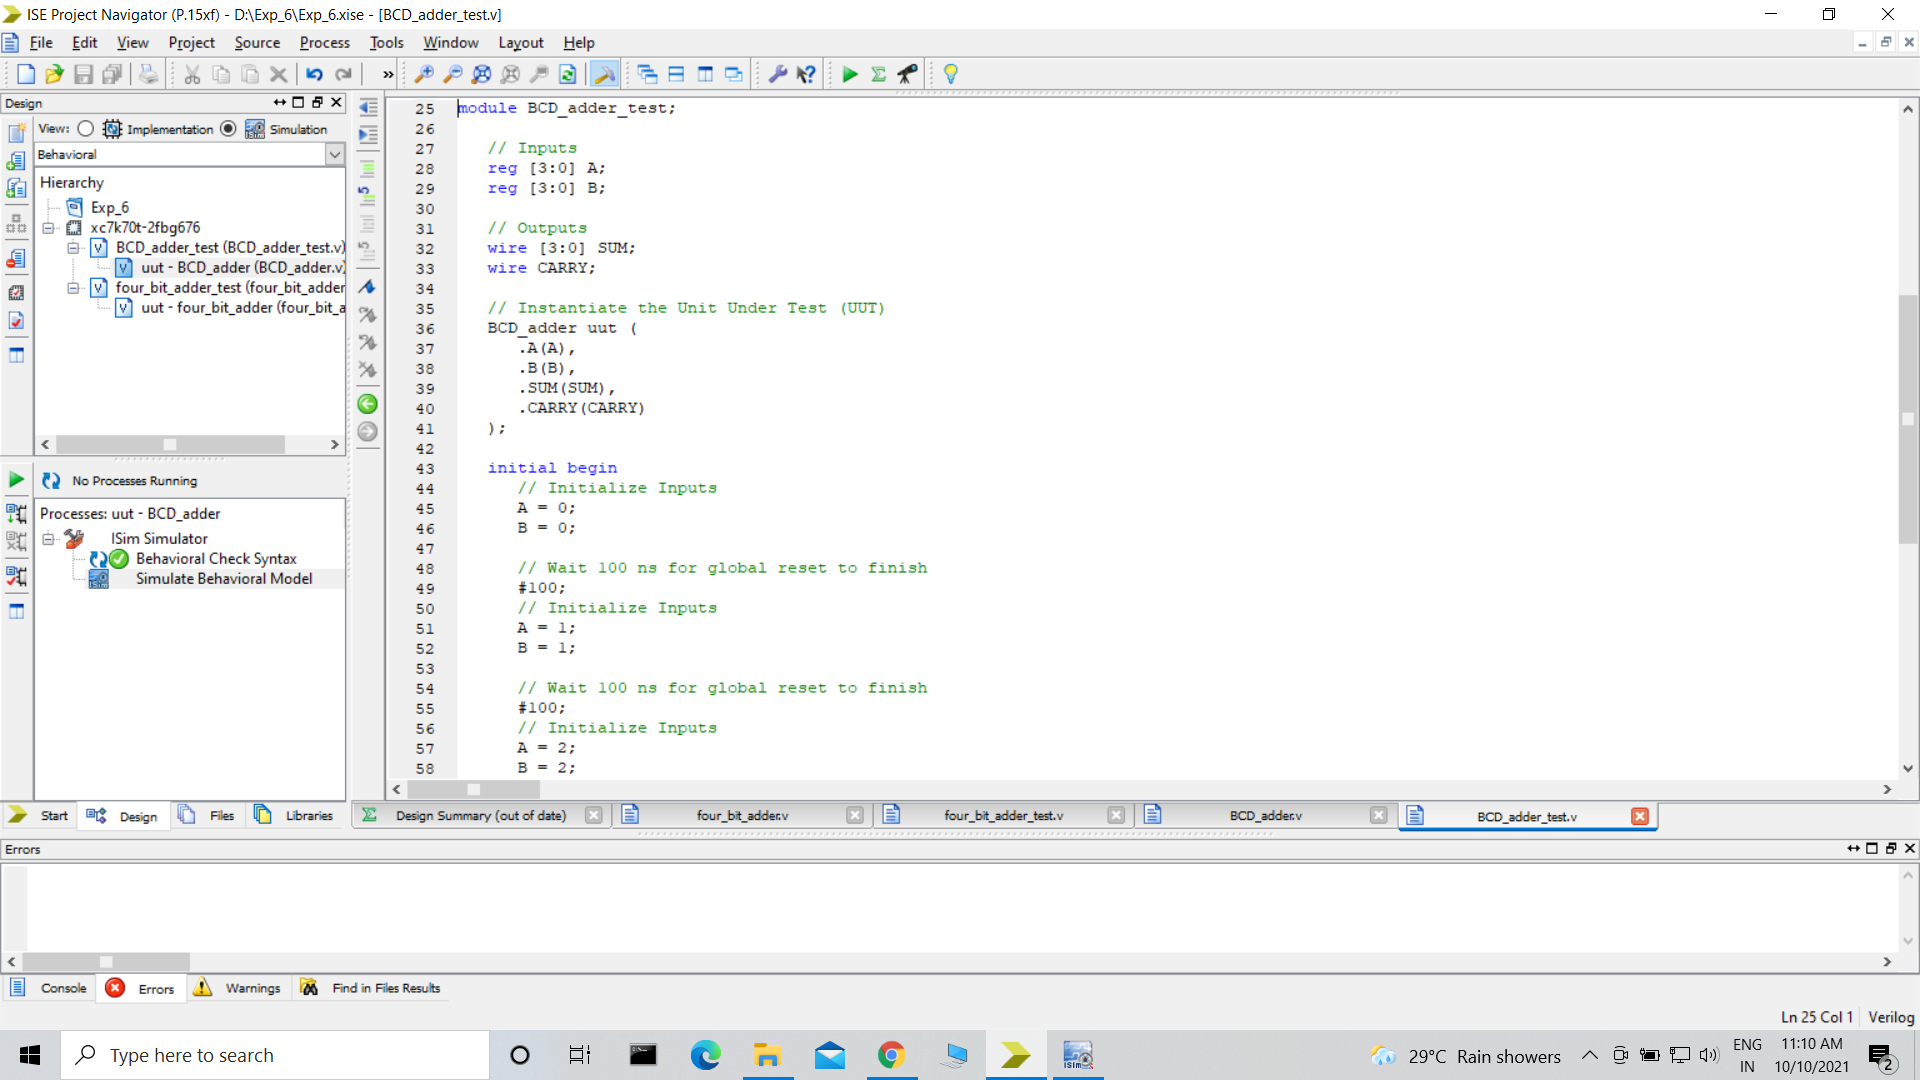 ISE Project Navigator (P.15xf) - D:\Exp_6\Exp_6.xise - [BCD_adder_test.v]
File Edit View Project Source Process Tools Window Layout Help
Design
View: Implementation Simulation
Behavioral
Hierarchy
Exp_6
xc7k70t-2fbg676
BCD_adder_test (BCD_adder_test.v)
uut - BCD_adder (BCD_adder.v)
four_bit_adder_test (four_bit_adder
uut - four_bit_adder (four_bit_a
No Processes Running
Processes: uut - BCD_adder
ISim Simulator
Behavioral Check Syntax
Simulate Behavioral Model
Start Design Files Libraries
25 module BCD_adder_test;
26
27 // Inputs
28 reg [3:0] A;
29 reg [3:0] B;
30
31 // Outputs
32 wire [3:0] SUM;
33 wire CARRY;
34
35 // Instantiate the Unit Under Test (UUT)
36 BCD_adder uut (
37 .A(A),
38 .B(B),
39 .SUM(SUM),
40 .CARRY(CARRY)
41 );
42
43 initial begin
44 // Initialize Inputs
45 A = 0;
46 B = 0;
47
48 // Wait 100 ns for global reset to finish
49 #100;
50 // Initialize Inputs
51 A = 1;
52 B = 1;
53
54 // Wait 100 ns for global reset to finish
55 #100;
56 // Initialize Inputs
57 A = 2;
58 B = 2;
Design Summary (out of date) four_bit_adder.v four_bit_adder_test.v BCD_adder.v BCD_adder_test.v
Errors
Console Errors Warnings Find in Files Results
Ln 25 Col 1 Verilog
Type here to search
29°C Rain showers
ENG
IN
11:10 AM
10/10/2021
2